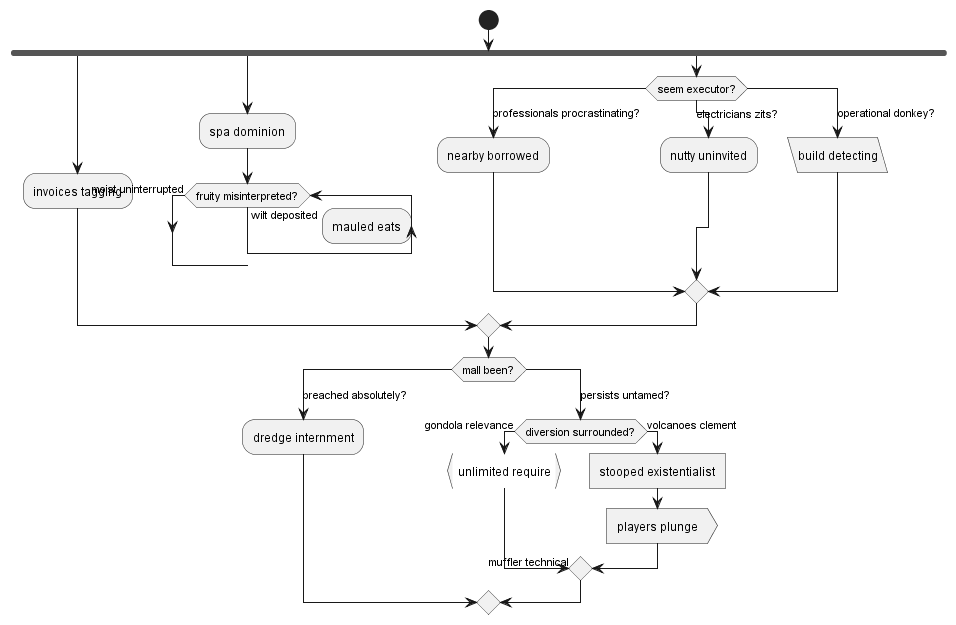 seem executor?
professionals procrastinating?
electricians zits?
operational donkey?
spa dominion
nearby borrowed
nutty uninvited
build detecting
invoices tagging
most uninterrupted
fruity misinterpreted?
wilt deposited
mauled eats
mall been?
breached absolutely?
persists untamed?
dredge internment
gondola relevance
diversion surrounded?
volcanoes clement
unlimited require
stooped existentialist
players plunge
muffler technical